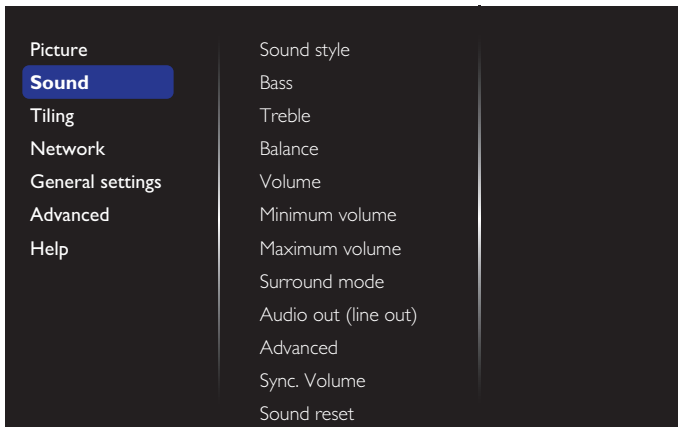 Picture
Sound
Tiling
Network
General settings
Advanced
Help
Sound style
Bass
Treble
Balance
Volume
Minimum volume
Maximum volume
Surround mode
Audio out (line out)
Advanced
Sync. Volume
Sound reset